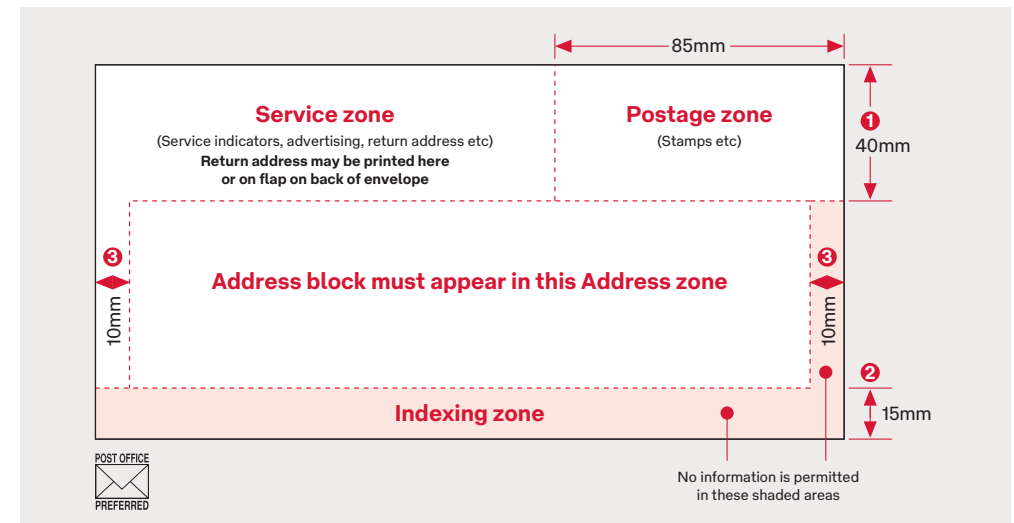 85mm
Service zone
(Service indicators, advertising, return address etc)
Return address may be printed here
or on flap on back of envelope
Postage zone
(Stamps etc)
1
40mm
3
10mm
Address block must appear in this Address zone
3
10mm
2
15mm
Indexing zone
POST OFFICE
PREFERRED
No information is permitted
in these shaded areas